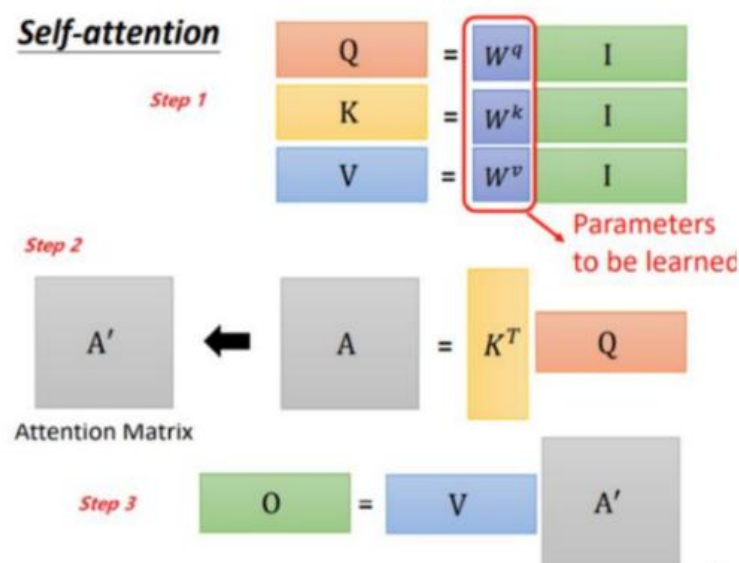 Self-attention
Step 1
Q = W^q I
K = W^k I
V = W^v I
Parameters
to be learned
Step 2
A′ A = K^T Q
Attention Matrix
Step 3
O = V A′